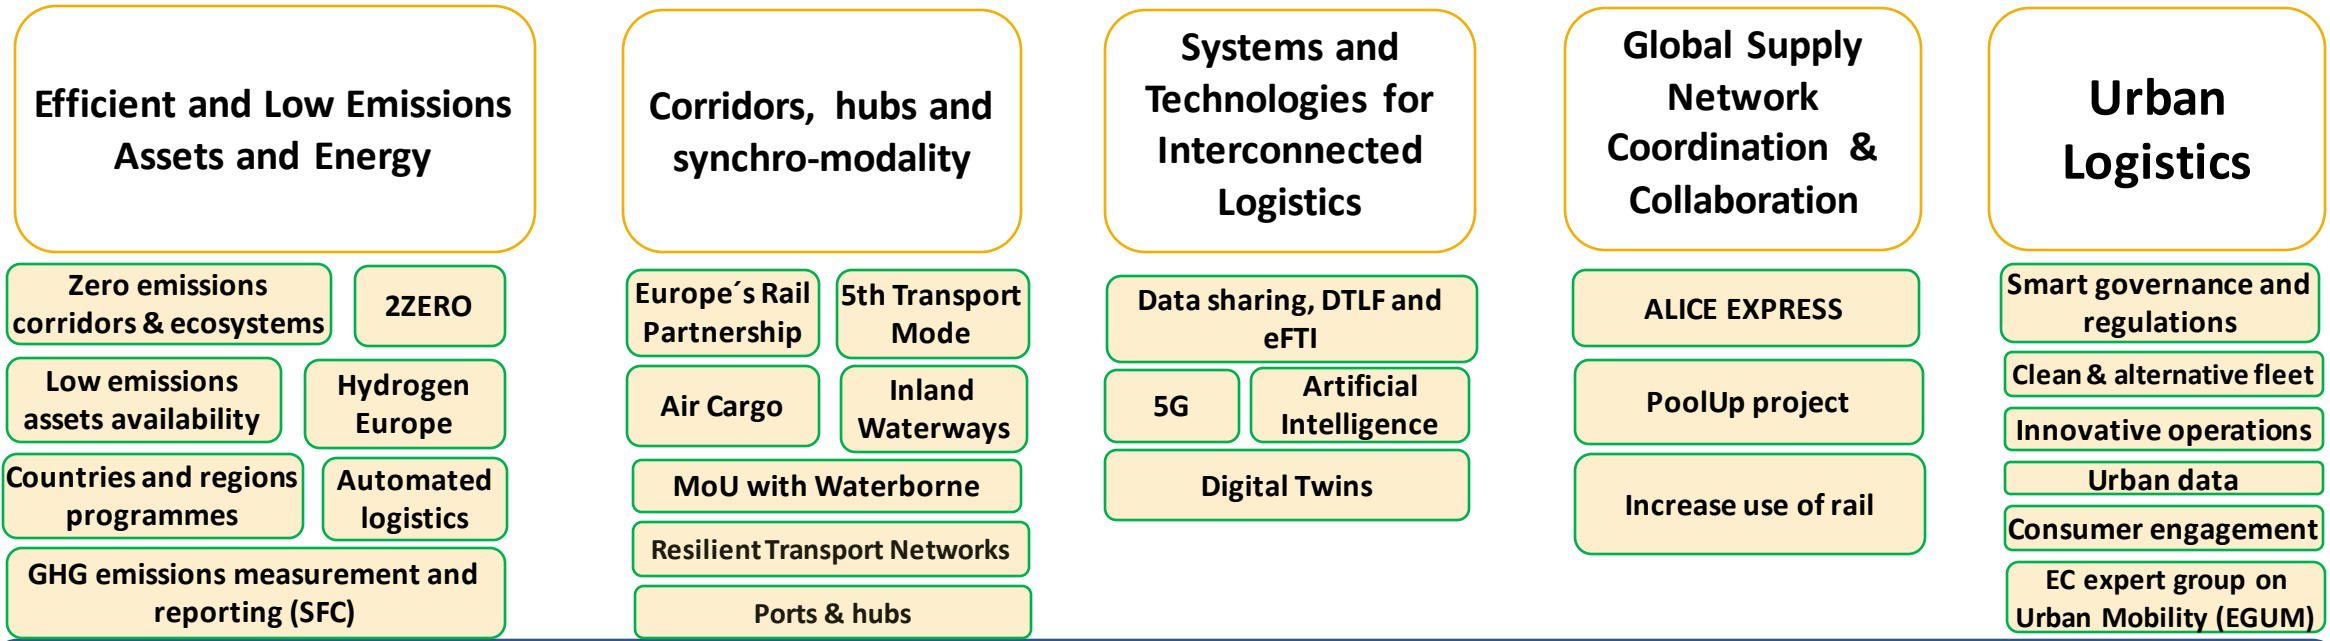 Efficient and Low Emissions
Assets and Energy
Zero emissions
corridors & ecosystems
2ZERO
Low emissions
assets availability
Hydrogen
Europe
Countries and regions
programmes
Automated
logistics
GHG emissions measurement and
reporting (SFC)
Corridors, hubs and
synchro-modality
Europe´s Rail
Partnership
5th Transport
Mode
Air Cargo
Inland
Waterways
MoU with Waterborne
Resilient Transport Networks
Ports & hubs
Systems and
Technologies for
Interconnected
Logistics
Data sharing, DTLF and
eFTI
5G
Artificial
Intelligence
Digital Twins
Global Supply
Network
Coordination &
Collaboration
ALICE EXPRESS
PoolUp project
Increase use of rail
Urban
Logistics
Smart governance and
regulations
Clean & alternative fleet
Innovative operations
Urban data
Consumer engagement
EC expert group on
Urban Mobility (EGUM)